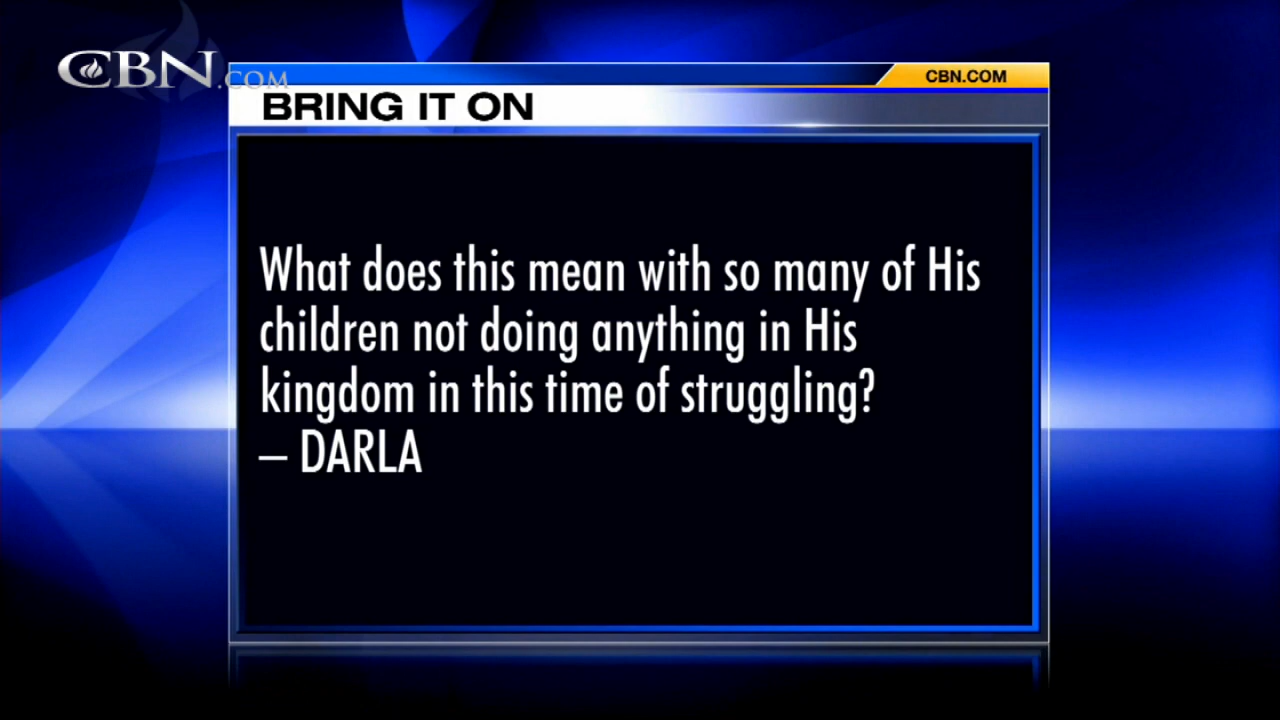 CBN.COM
CBN.COM
BRING IT ON
What does this mean with so many of His
children not doing anything in His
kingdom in this time of struggling?
– DARLA